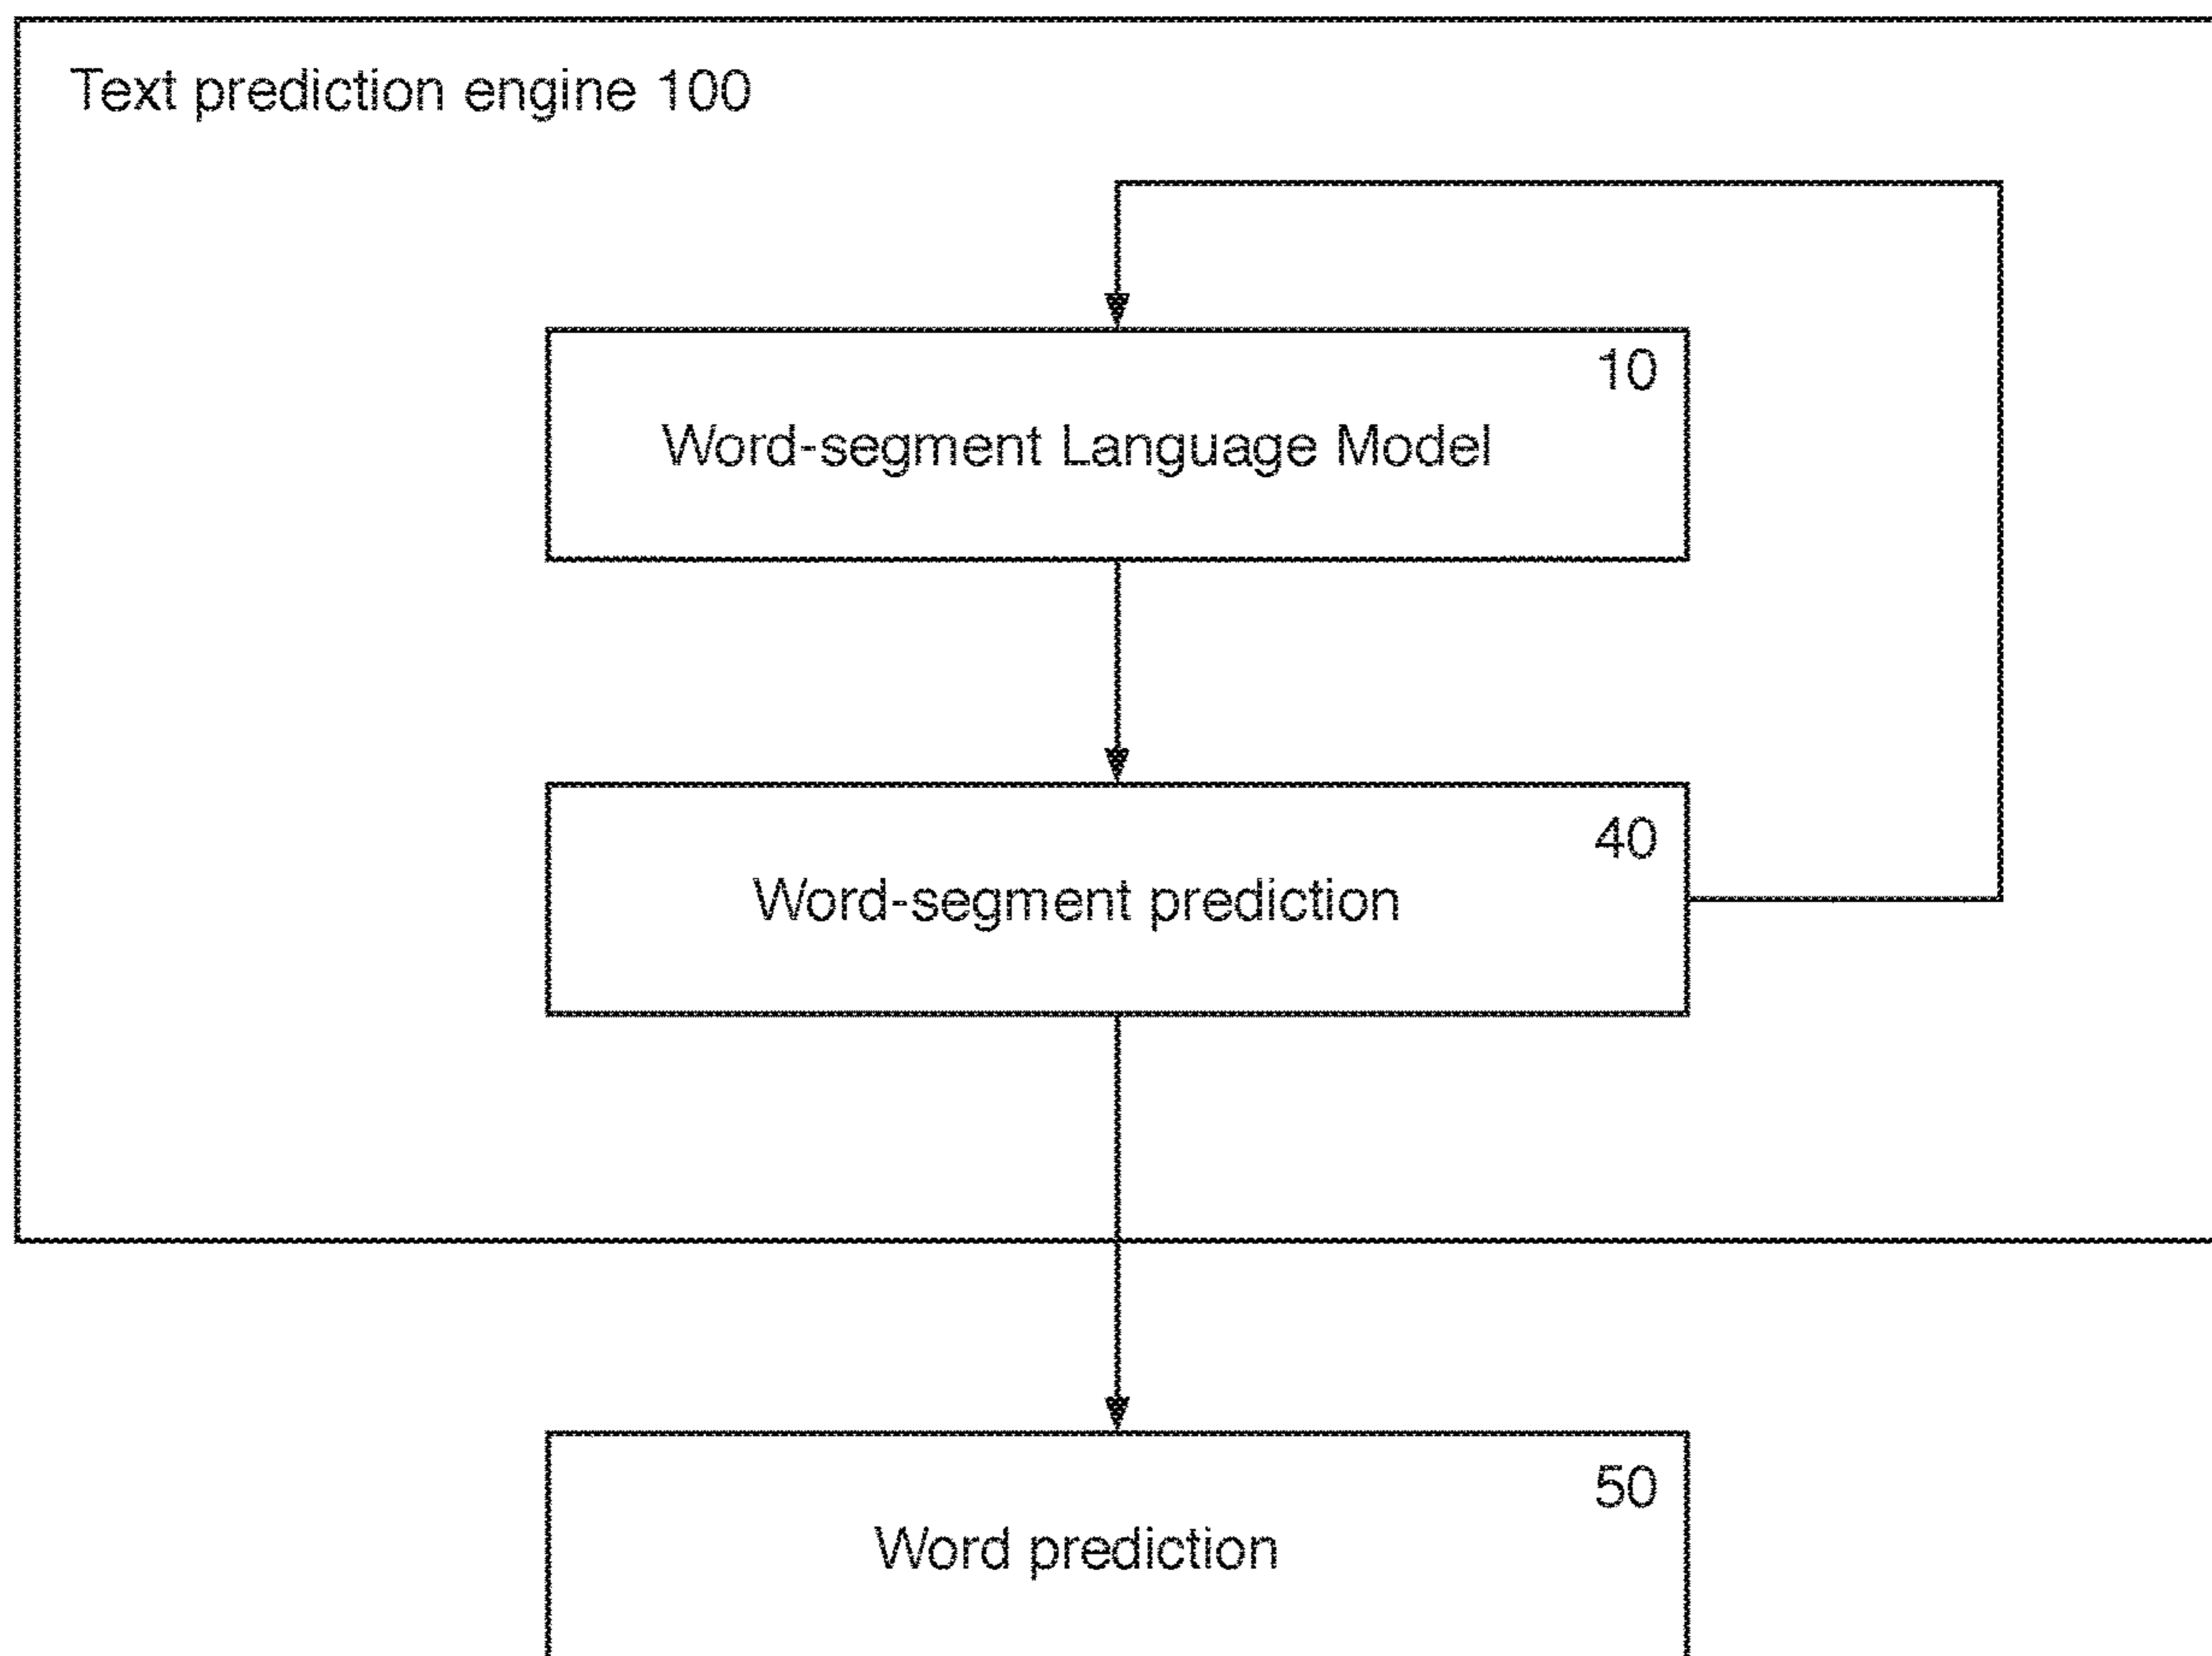 Text prediction engine 100
10
Word-segment Language Model
40
Word-segment prediction
50
Word prediction